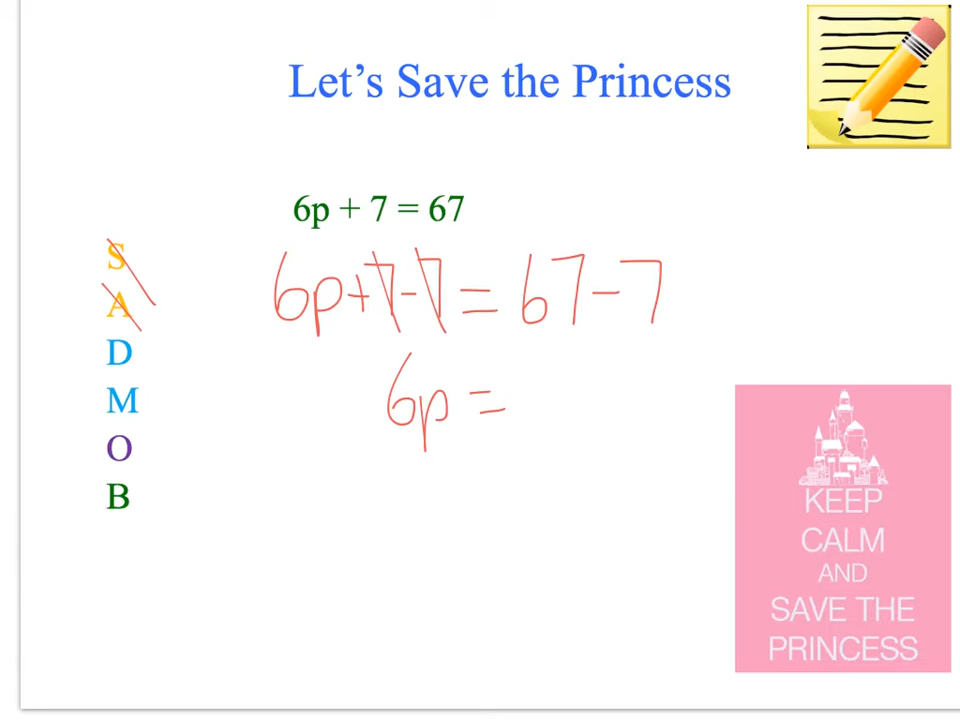 Let's Save the Princess
6p + 7 = 67
S
6p+7-7=67-7
A
D
6p =
M
O
B
KEEP
CALM
AND
SAVE THE
PRINCESS